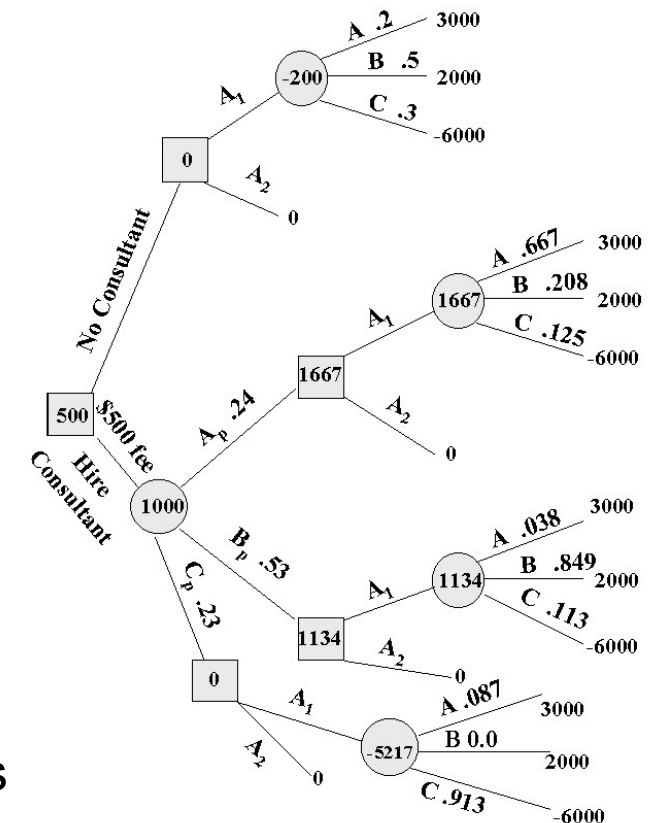 A .2 3000
-200 B .5 2000
A1 C .3 -6000
0
A2 0
No Consultant
A .667 3000
1667 B .208 2000
A1 C .125 -6000
1667
A2 0
500
$500 fee
Hire
Consultant
Ap .24
1000
A .038 3000
1134 B .849 2000
A1 C .113 -6000
Bp .53
1134
A2 0
Cp .23
0
A1
A .087 3000
-5217 B 0.0 2000
C .913 -6000
A2 0
s